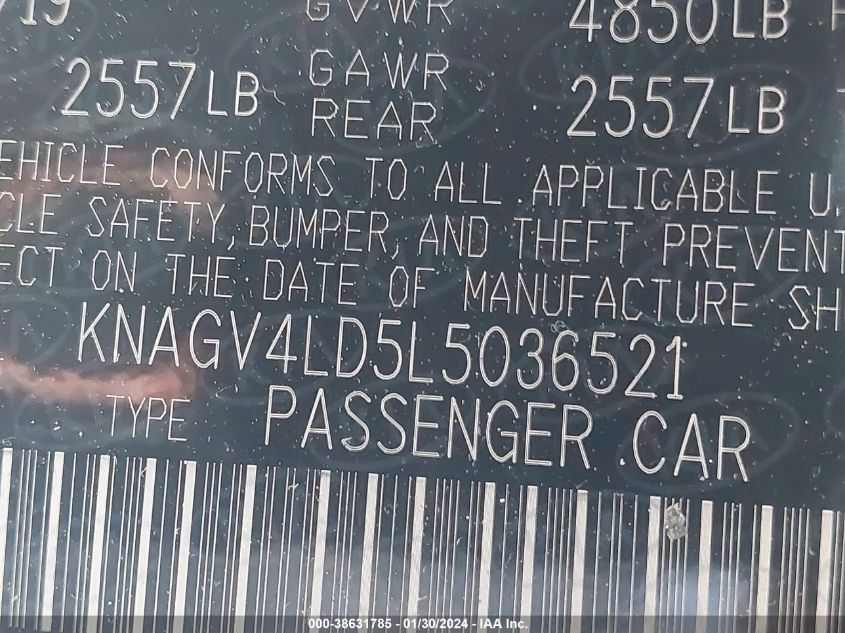 /19 GVWR 4850LB
2557LB GAWR REAR 2557LB
EHICLE CONFORMS TO ALL APPLICABLE U.
CLE SAFETY, BUMPER, AND THEFT PREVENT
ECT ON THE DATE OF MANUFACTURE SH
KNAGV4LD5L5036521
TYPE PASSENGER CAR
000-38631785 - 01/30/2024 - IAA Inc.